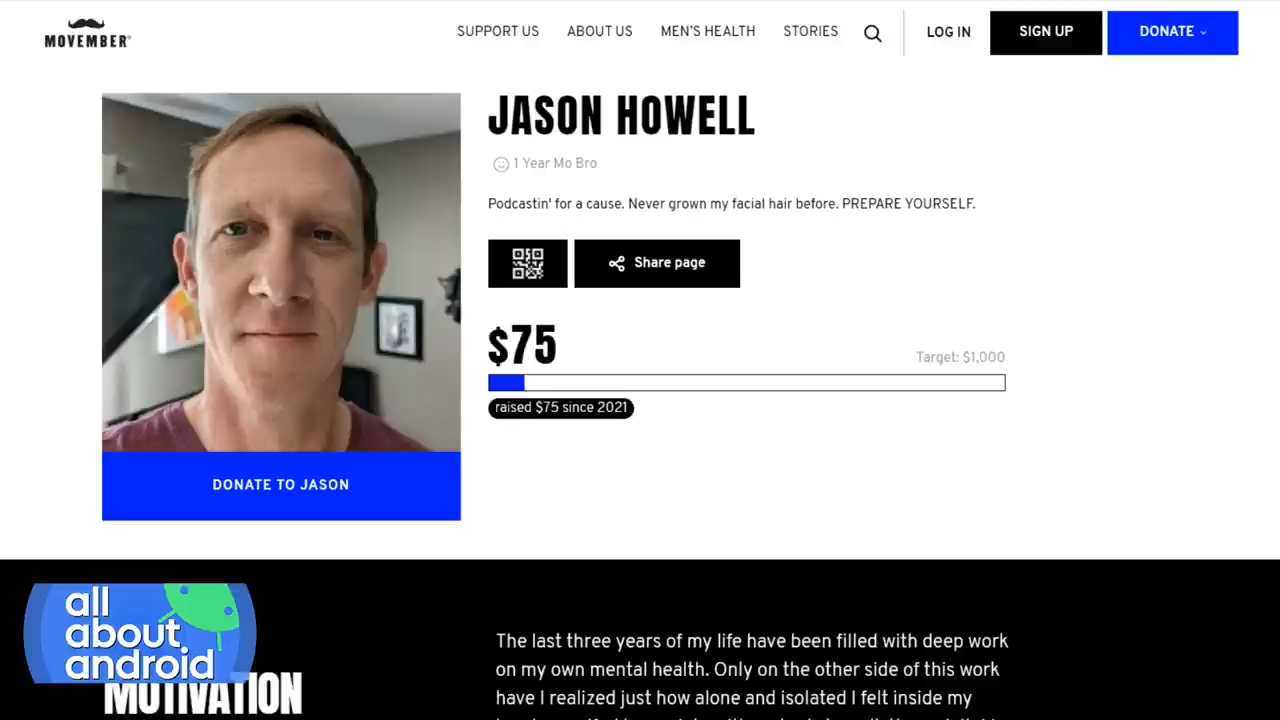 MOVEMBER®
SUPPORT US
ABOUT US
MEN'S HEALTH
STORIES
LOG IN
SIGN UP
DONATE
JASON HOWELL
1 Year Mo Bro
Podcastin' for a cause. Never grown my facial hair before. PREPARE YOURSELF.
Share page
$75
Target: $1,000
raised $75 since 2021
DONATE TO JASON
all
about
android
MOTIVATION
The last three years of my life have been filled with deep work
on my own mental health. Only on the other side of this work
have I realized just how alone and isolated I felt inside my